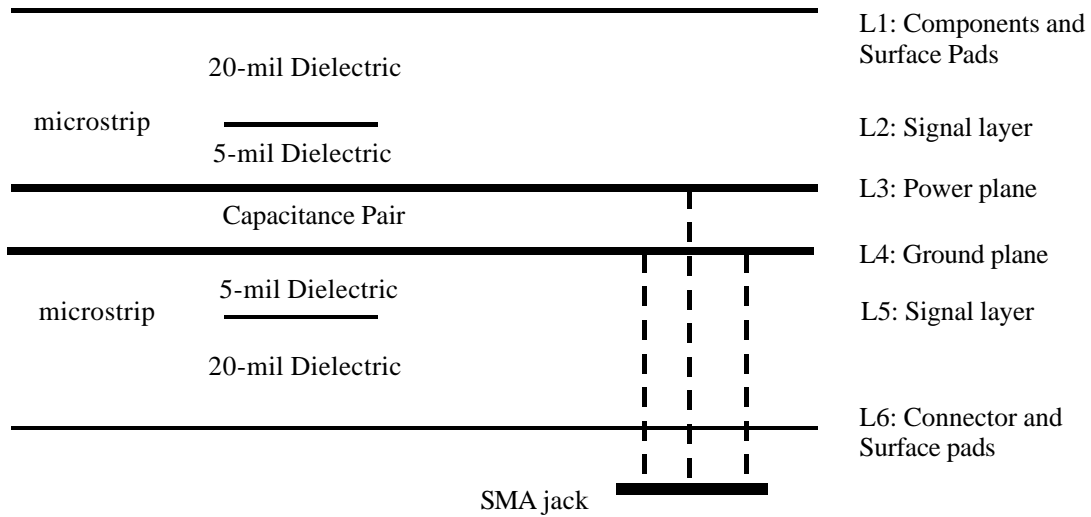 L1: Components and
Surface Pads
20-mil Dielectric
microstrip
L2: Signal layer
5-mil Dielectric
L3: Power plane
Capacitance Pair
L4: Ground plane
5-mil Dielectric
microstrip
L5: Signal layer
20-mil Dielectric
L6: Connector and
Surface pads
SMA jack